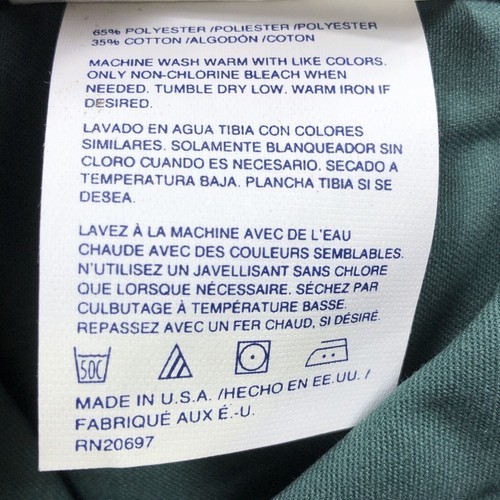 65% POLYESTER /POLIESTER /POLYESTER
35% COTTON /ALGODÓN /COTON
MACHINE WASH WARM WITH LIKE COLORS.
ONLY NON-CHLORINE BLEACH WHEN
NEEDED. TUMBLE DRY LOW. WARM IRON IF
DESIRED.
LAVADO EN AGUA TIBIA CON COLORES
SIMILARES. SOLAMENTE BLANQUEADOR SIN
CLORO CUANDO ES NECESARIO. SECADO A
TEMPERATURA BAJA. PLANCHA TIBIA SI SE
DESEA.
LAVEZ À LA MACHINE AVEC DE L'EAU
CHAUDE AVEC DES COULEURS SEMBLABLES.
N'UTILISEZ UN JAVELLISANT SANS CHLORE
QUE LORSQUE NÉCESSAIRE. SÉCHEZ PAR
CULBUTAGE À TEMPÉRATURE BASSE.
REPASSEZ AVEC UN FER CHAUD, SI DÉSIRÉ.
50C
MADE IN U.S.A. /HECHO EN EE.UU. /
FABRIQUÉ AUX É.-U.
RN20697